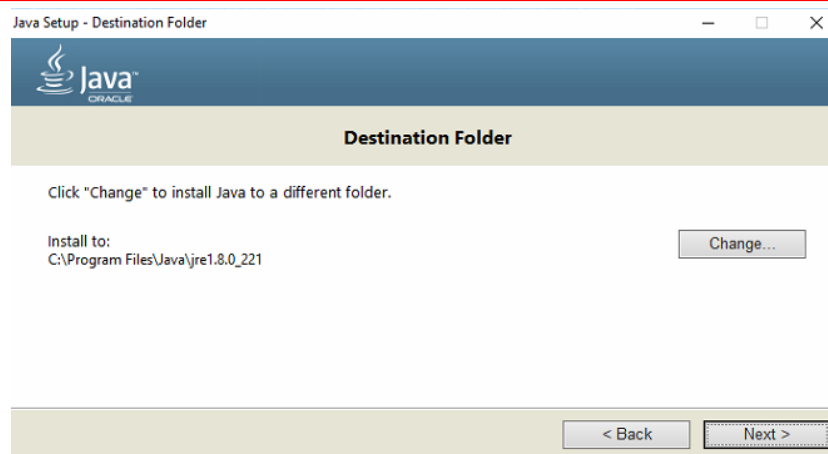 Java Setup - Destination Folder
Java™
ORACLE
Destination Folder
Click "Change" to install Java to a different folder.
Install to:
C:\Program Files\Java\jre1.8.0_221
Change...
< Back
Next >